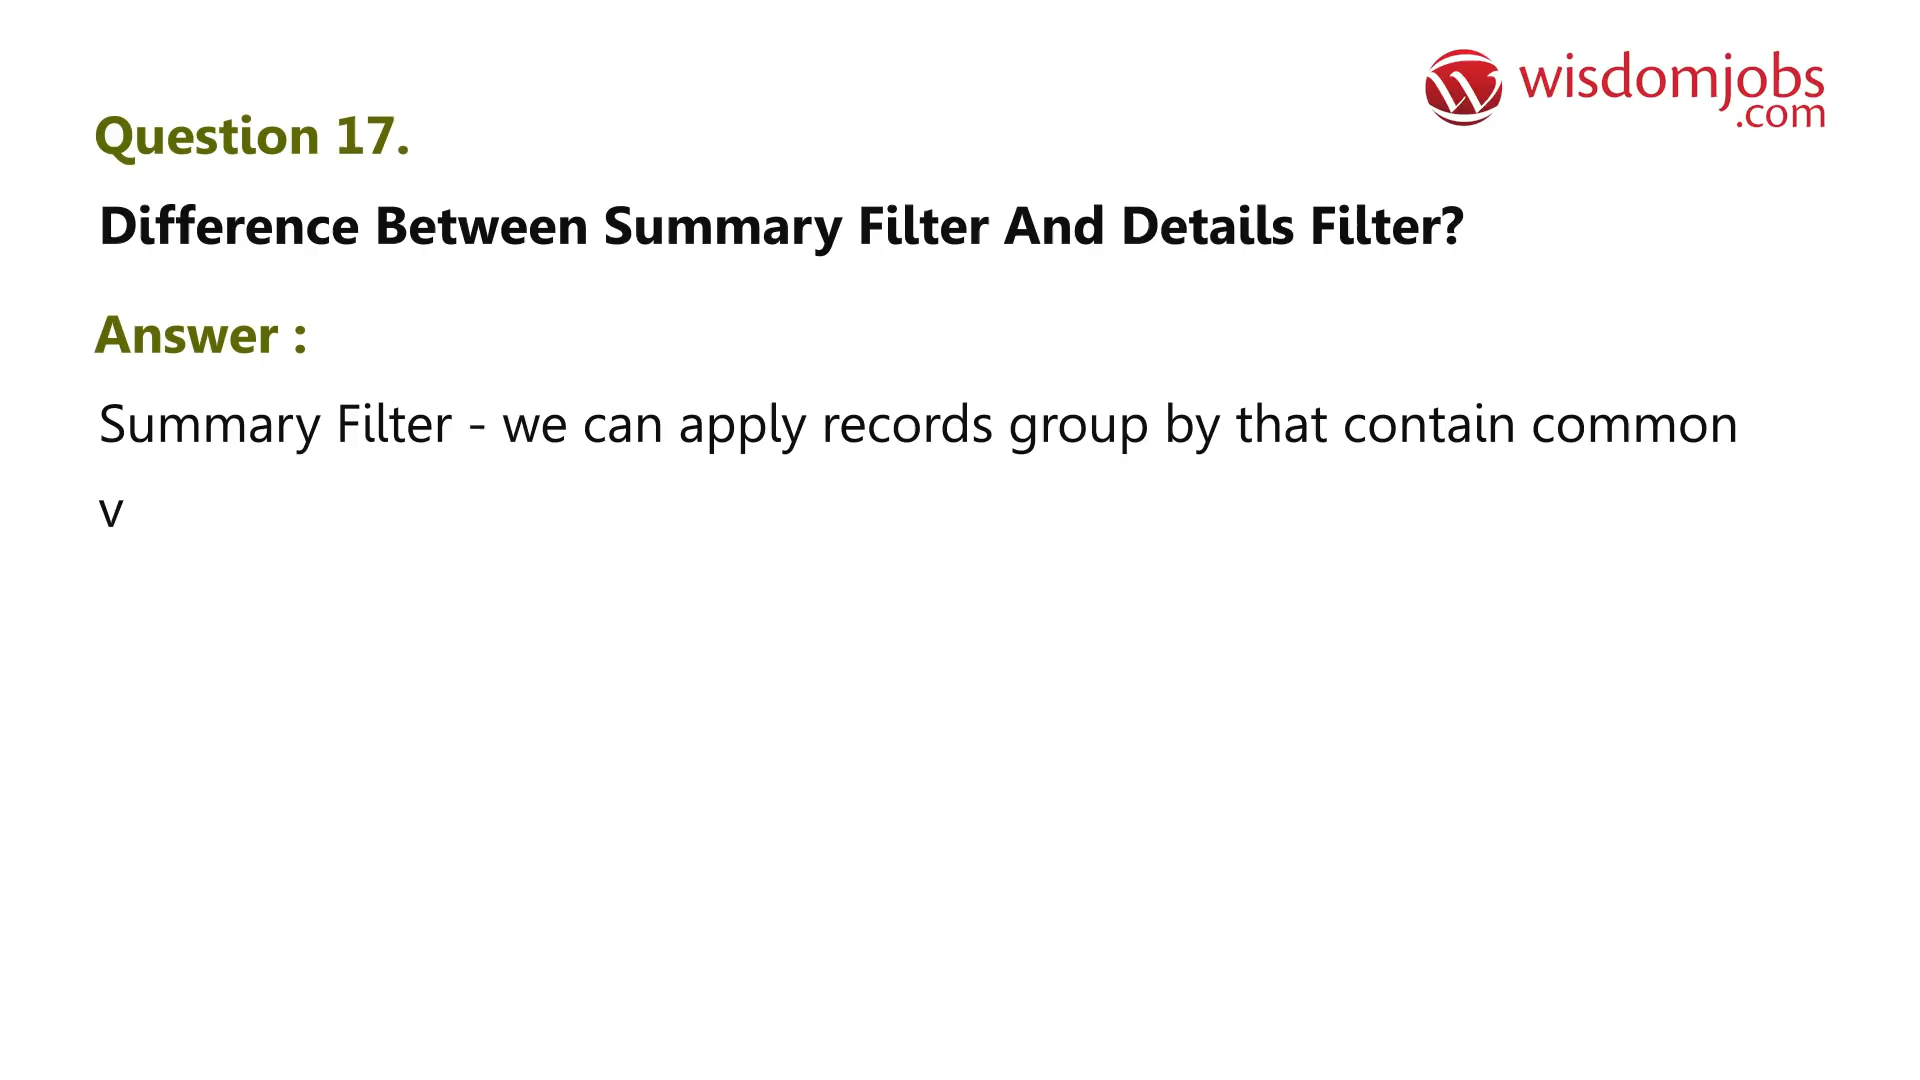 wisdomjobs
.com
Question 17.
Difference Between Summary Filter And Details Filter?
Answer :
Summary Filter - we can apply records group by that contain common
v